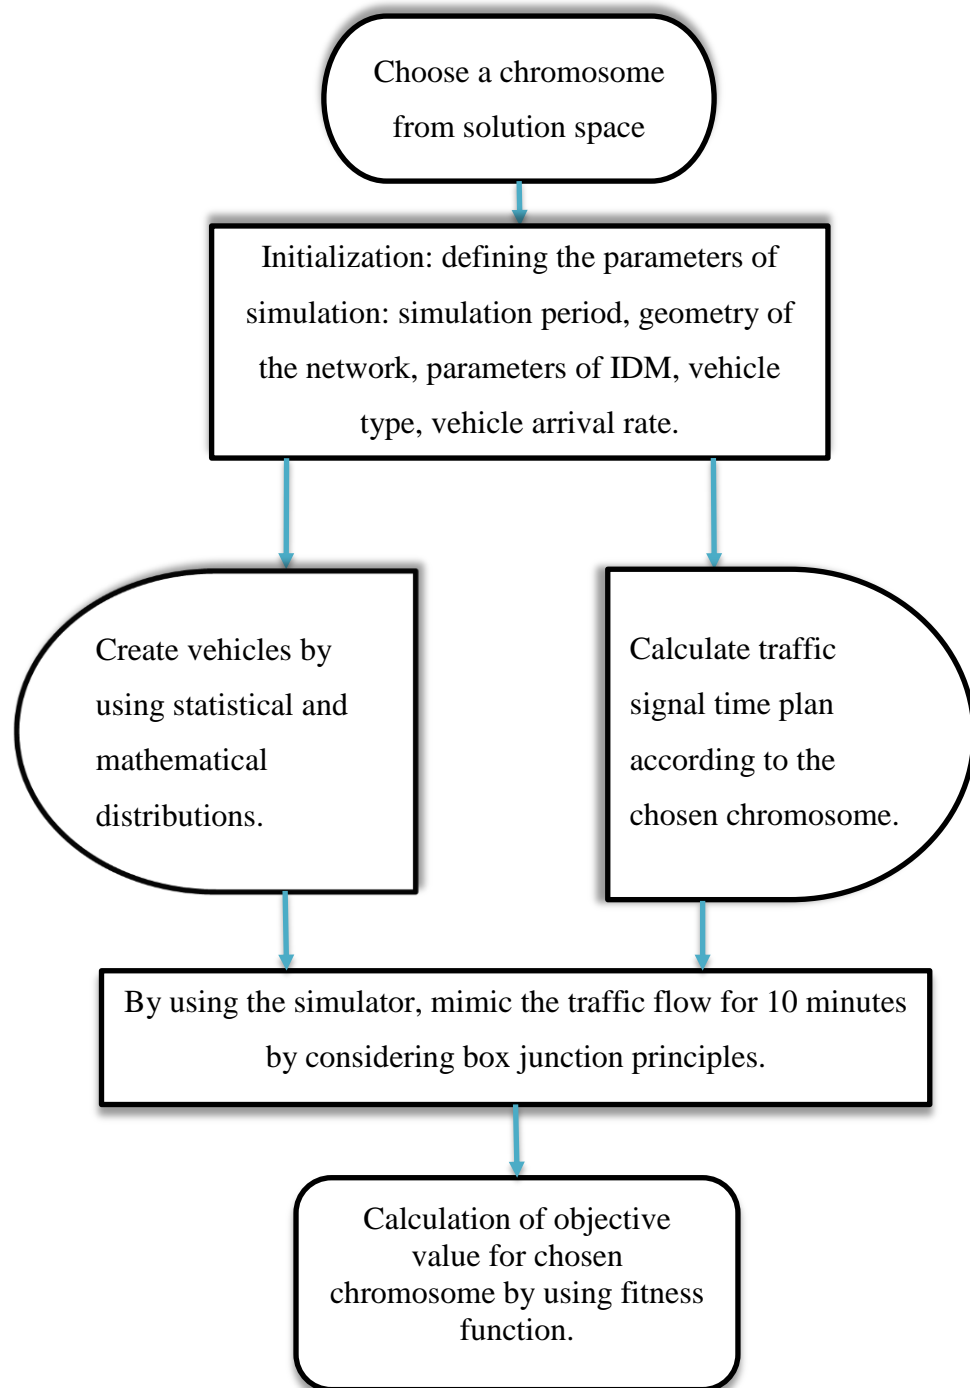 Choose a chromosome
from solution space
Initialization: defining the parameters of
simulation: simulation period, geometry of
the network, parameters of IDM, vehicle
type, vehicle arrival rate.
Create vehicles by
using statistical and
mathematical
distributions.
Calculate traffic
signal time plan
according to the
chosen chromosome.
By using the simulator, mimic the traffic flow for 10 minutes
by considering box junction principles.
Calculation of objective
value for chosen
chromosome by using fitness
function.